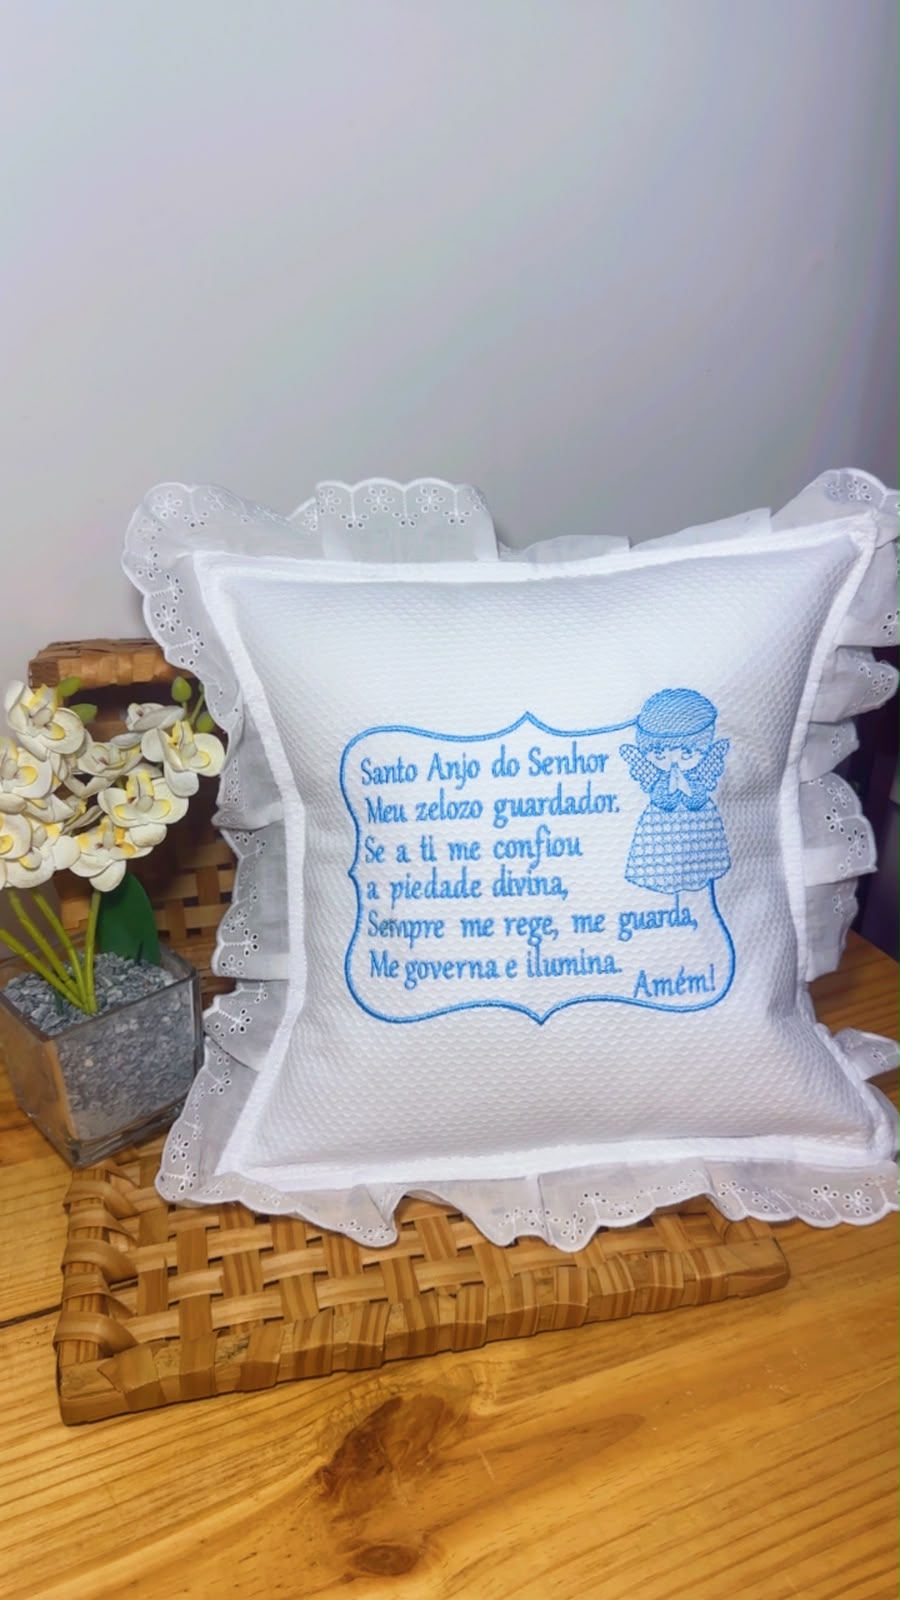 Santo Anjo do Senhor
Meu zelozo guardador.
Se a ti me confiou
a piedade divina,
Sempre me rege, me guarda,
Me governa e ilumina.
Amém!